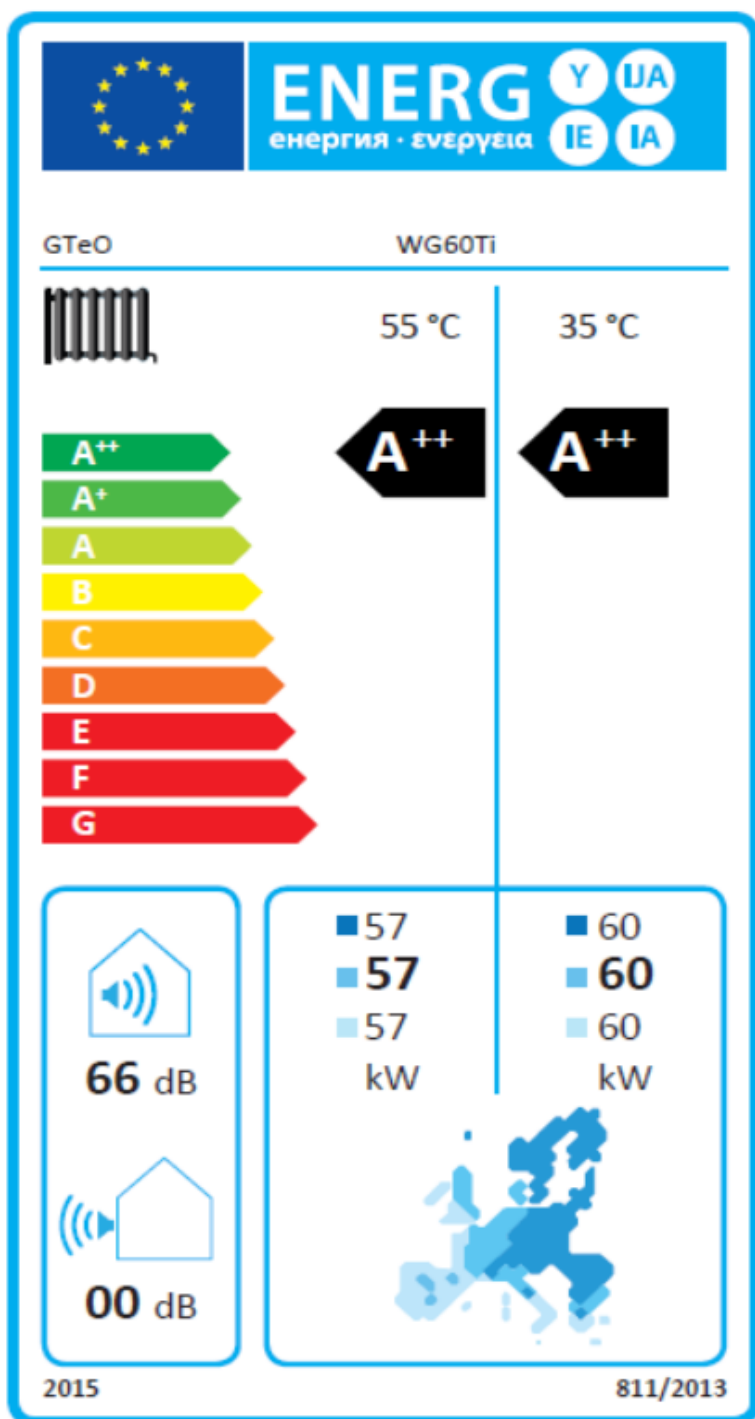 ENERG Y IJA
енергия · ενεργεια IE IA
GTeO WG60Ti
55 °C 35 °C
A⁺⁺ A⁺⁺ A⁺⁺
A⁺
A
B
C
D
E
F
G
66 dB
00 dB
57 60
57 60
57 60
kW kW
2015 811/2013